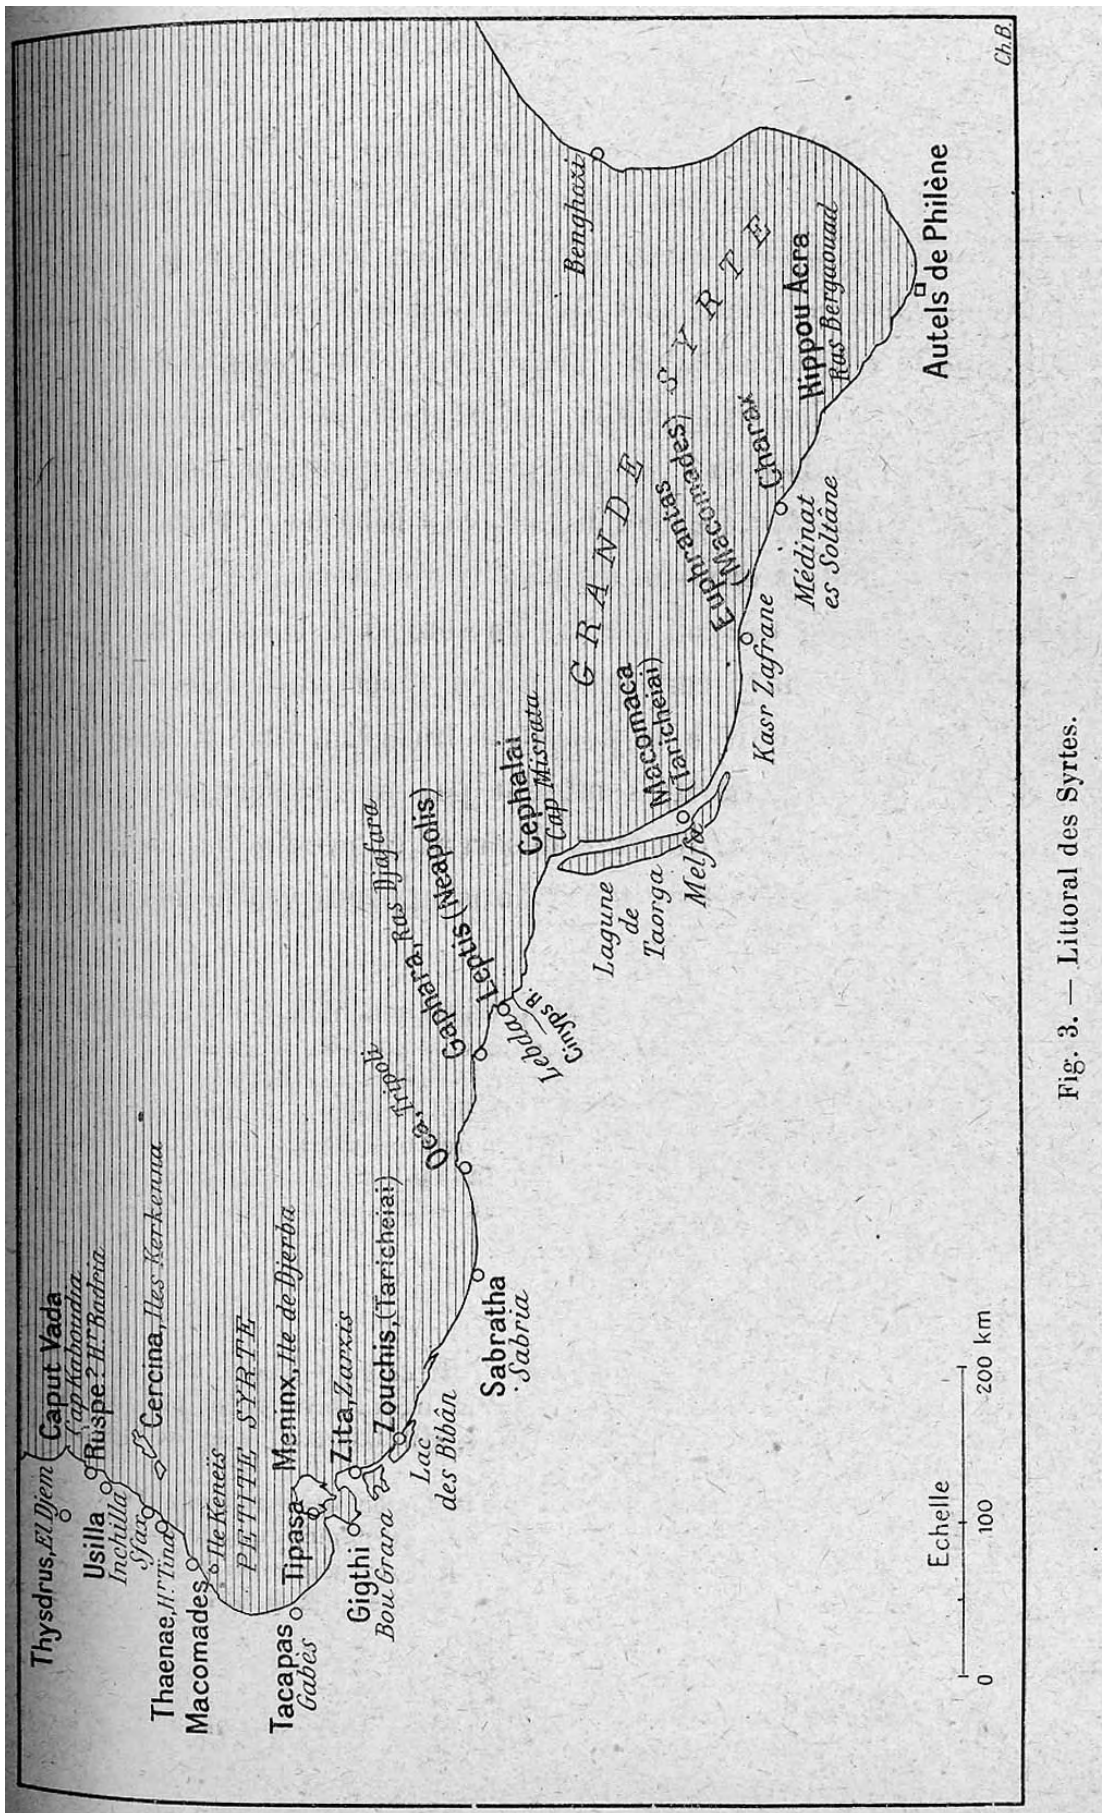 Thysdrus, El Djem
Caput Vada
Cap Kaboudia
Ruspe? Hr. Badria
Usilla
Inchilla
Sfax
Cercina, Iles Kerkenna
Thaenae, Hr Tina
Macomades
Ile Keneïs
PETITE SYRTE
Tacapas
Gabès
Tipasa
Meninx, Ile de Djerba
Gigthi
Bou Grara
Zita, Zarxis
Zouchis, (Taricheiai)
Lac
des Bibân
Sabratha
Sabria
Oea, Tripoli
Gaphara, Ras Djafara
Leptis (Neapolis)
Lebda
Cinyps R.
Cephalai
Cap Misrata
Lagune
de
Taorga
Macomaca
(Taricheiai)
Melfa
GRANDE SYRTE
Euphrantas
(Macomades)
Kasr Zafrane
Charax
Médinat
es Soltâne
Hippou Acra
Ras Bergaouad
Autels de Philène
Benghazi
Echelle
0 100 200 km
Ch.B.
Fig. 3. — Littoral des Syrtes.